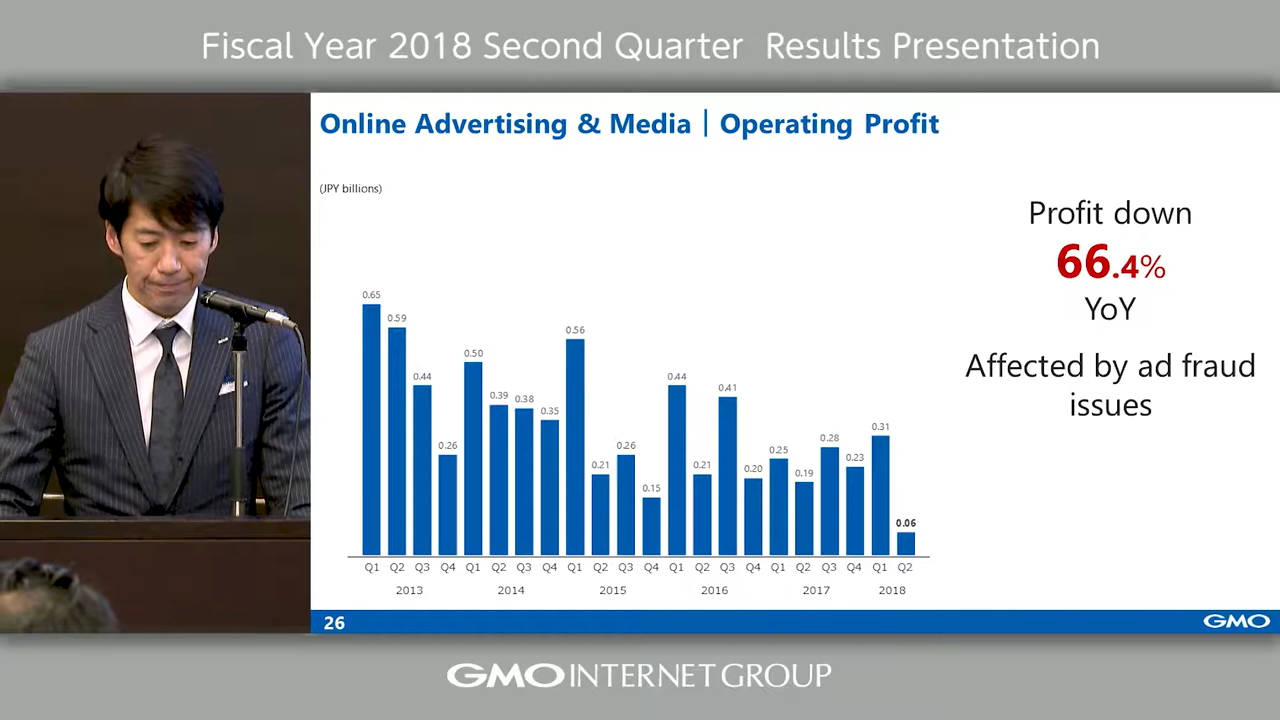 Fiscal Year 2018 Second Quarter Results Presentation
Online Advertising & Media | Operating Profit
(JPY billions)
0.65
0.59
0.44
0.26
0.50
0.39
0.38
0.35
0.56
0.21
0.26
0.15
0.44
0.21
0.41
0.20
0.25
0.19
0.28
0.23
0.31
0.06
Q1 Q2 Q3 Q4 Q1 Q2 Q3 Q4 Q1 Q2 Q3 Q4 Q1 Q2 Q3 Q4 Q1 Q2 Q3 Q4 Q1 Q2
2013 2014 2015 2016 2017 2018
Profit down
66.4%
YoY
Affected by ad fraud
issues
26
GMO
GMO INTERNET GROUP